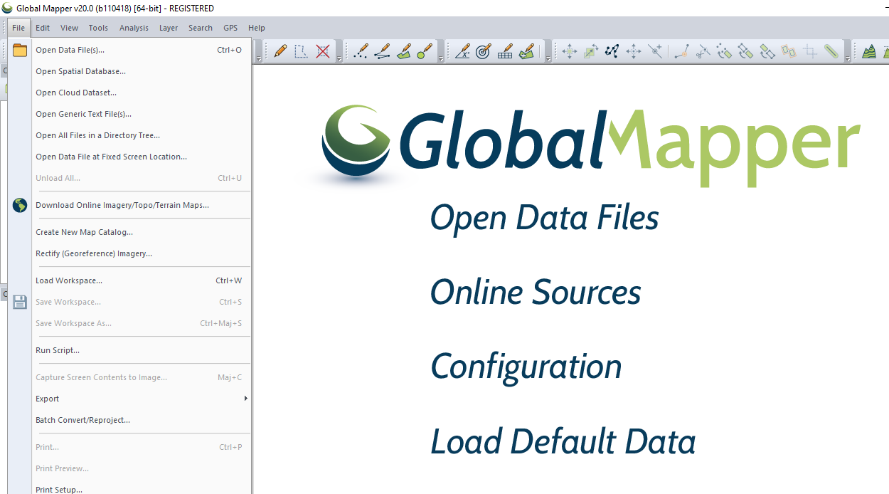 Global Mapper v20.0 (b110418) [64-bit] - REGISTERED
File Edit View Tools Analysis Layer Search GPS Help
Open Data File(s)... Ctrl+O
Open Spatial Database...
Open Cloud Dataset...
Open Generic Text File(s)...
Open All Files in a Directory Tree...
Open Data File at Fixed Screen Location...
Unload All... Ctrl+U
Download Online Imagery/Topo/Terrain Maps...
Create New Map Catalog...
Rectify (Georeference) Imagery...
Load Workspace... Ctrl+W
Save Workspace... Ctrl+S
Save Workspace As... Ctrl+Maj+S
Run Script...
Capture Screen Contents to Image... Maj+C
Export
Batch Convert/Reproject...
Print... Ctrl+P
Print Preview...
Print Setup...
GlobalMapper
Open Data Files
Online Sources
Configuration
Load Default Data